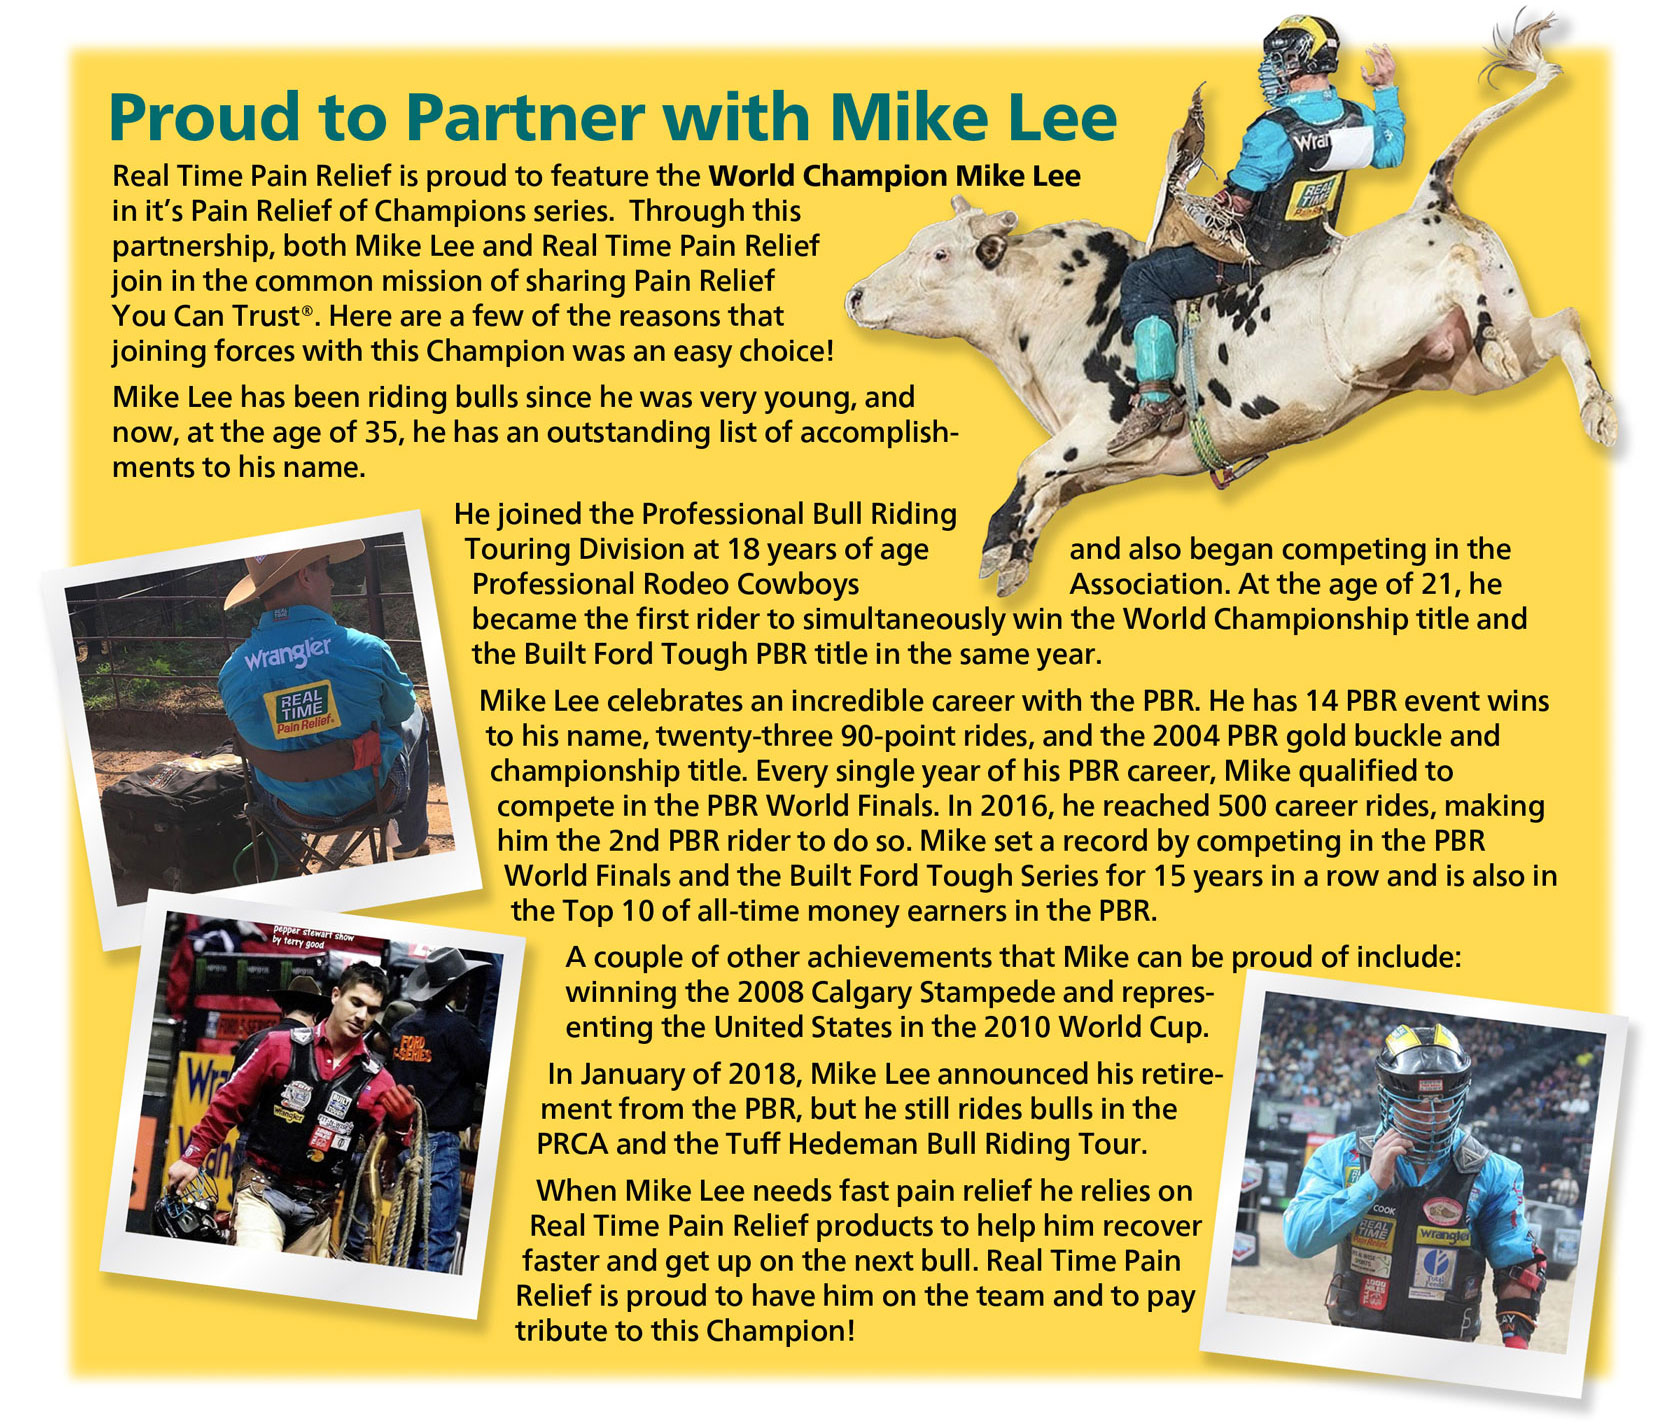 Proud to Partner with Mike Lee
Real Time Pain Relief is proud to feature the World Champion Mike Lee
in it's Pain Relief of Champions series.  Through this
partnership, both Mike Lee and Real Time Pain Relief
join in the common mission of sharing Pain Relief
You Can Trust®. Here are a few of the reasons that
joining forces with this Champion was an easy choice!
Mike Lee has been riding bulls since he was very young, and
now, at the age of 35, he has an outstanding list of accomplish-
ments to his name.
He joined the Professional Bull Riding
Touring Division at 18 years of age and also began competing in the
Professional Rodeo Cowboys Association. At the age of 21, he
became the first rider to simultaneously win the World Championship title and
the Built Ford Tough PBR title in the same year.
Mike Lee celebrates an incredible career with the PBR. He has 14 PBR event wins
to his name, twenty-three 90-point rides, and the 2004 PBR gold buckle and
championship title. Every single year of his PBR career, Mike qualified to
compete in the PBR World Finals. In 2016, he reached 500 career rides, making
him the 2nd PBR rider to do so. Mike set a record by competing in the PBR
World Finals and the Built Ford Tough Series for 15 years in a row and is also in
the Top 10 of all-time money earners in the PBR.
A couple of other achievements that Mike can be proud of include:
winning the 2008 Calgary Stampede and repres-
enting the United States in the 2010 World Cup.
In January of 2018, Mike Lee announced his retire-
ment from the PBR, but he still rides bulls in the
PRCA and the Tuff Hedeman Bull Riding Tour.
When Mike Lee needs fast pain relief he relies on
Real Time Pain Relief products to help him recover
faster and get up on the next bull. Real Time Pain
Relief is proud to have him on the team and to pay
tribute to this Champion!
Wran
REAL
TIME
Pain Relief
Wrangler
REAL
TIME
Pain Relief
pepper stewart show
by terry good
FORD
F-SERIES
Wra
Wrangler
COOK
REAL
TIME
Wrangler
Total
1000
MILES